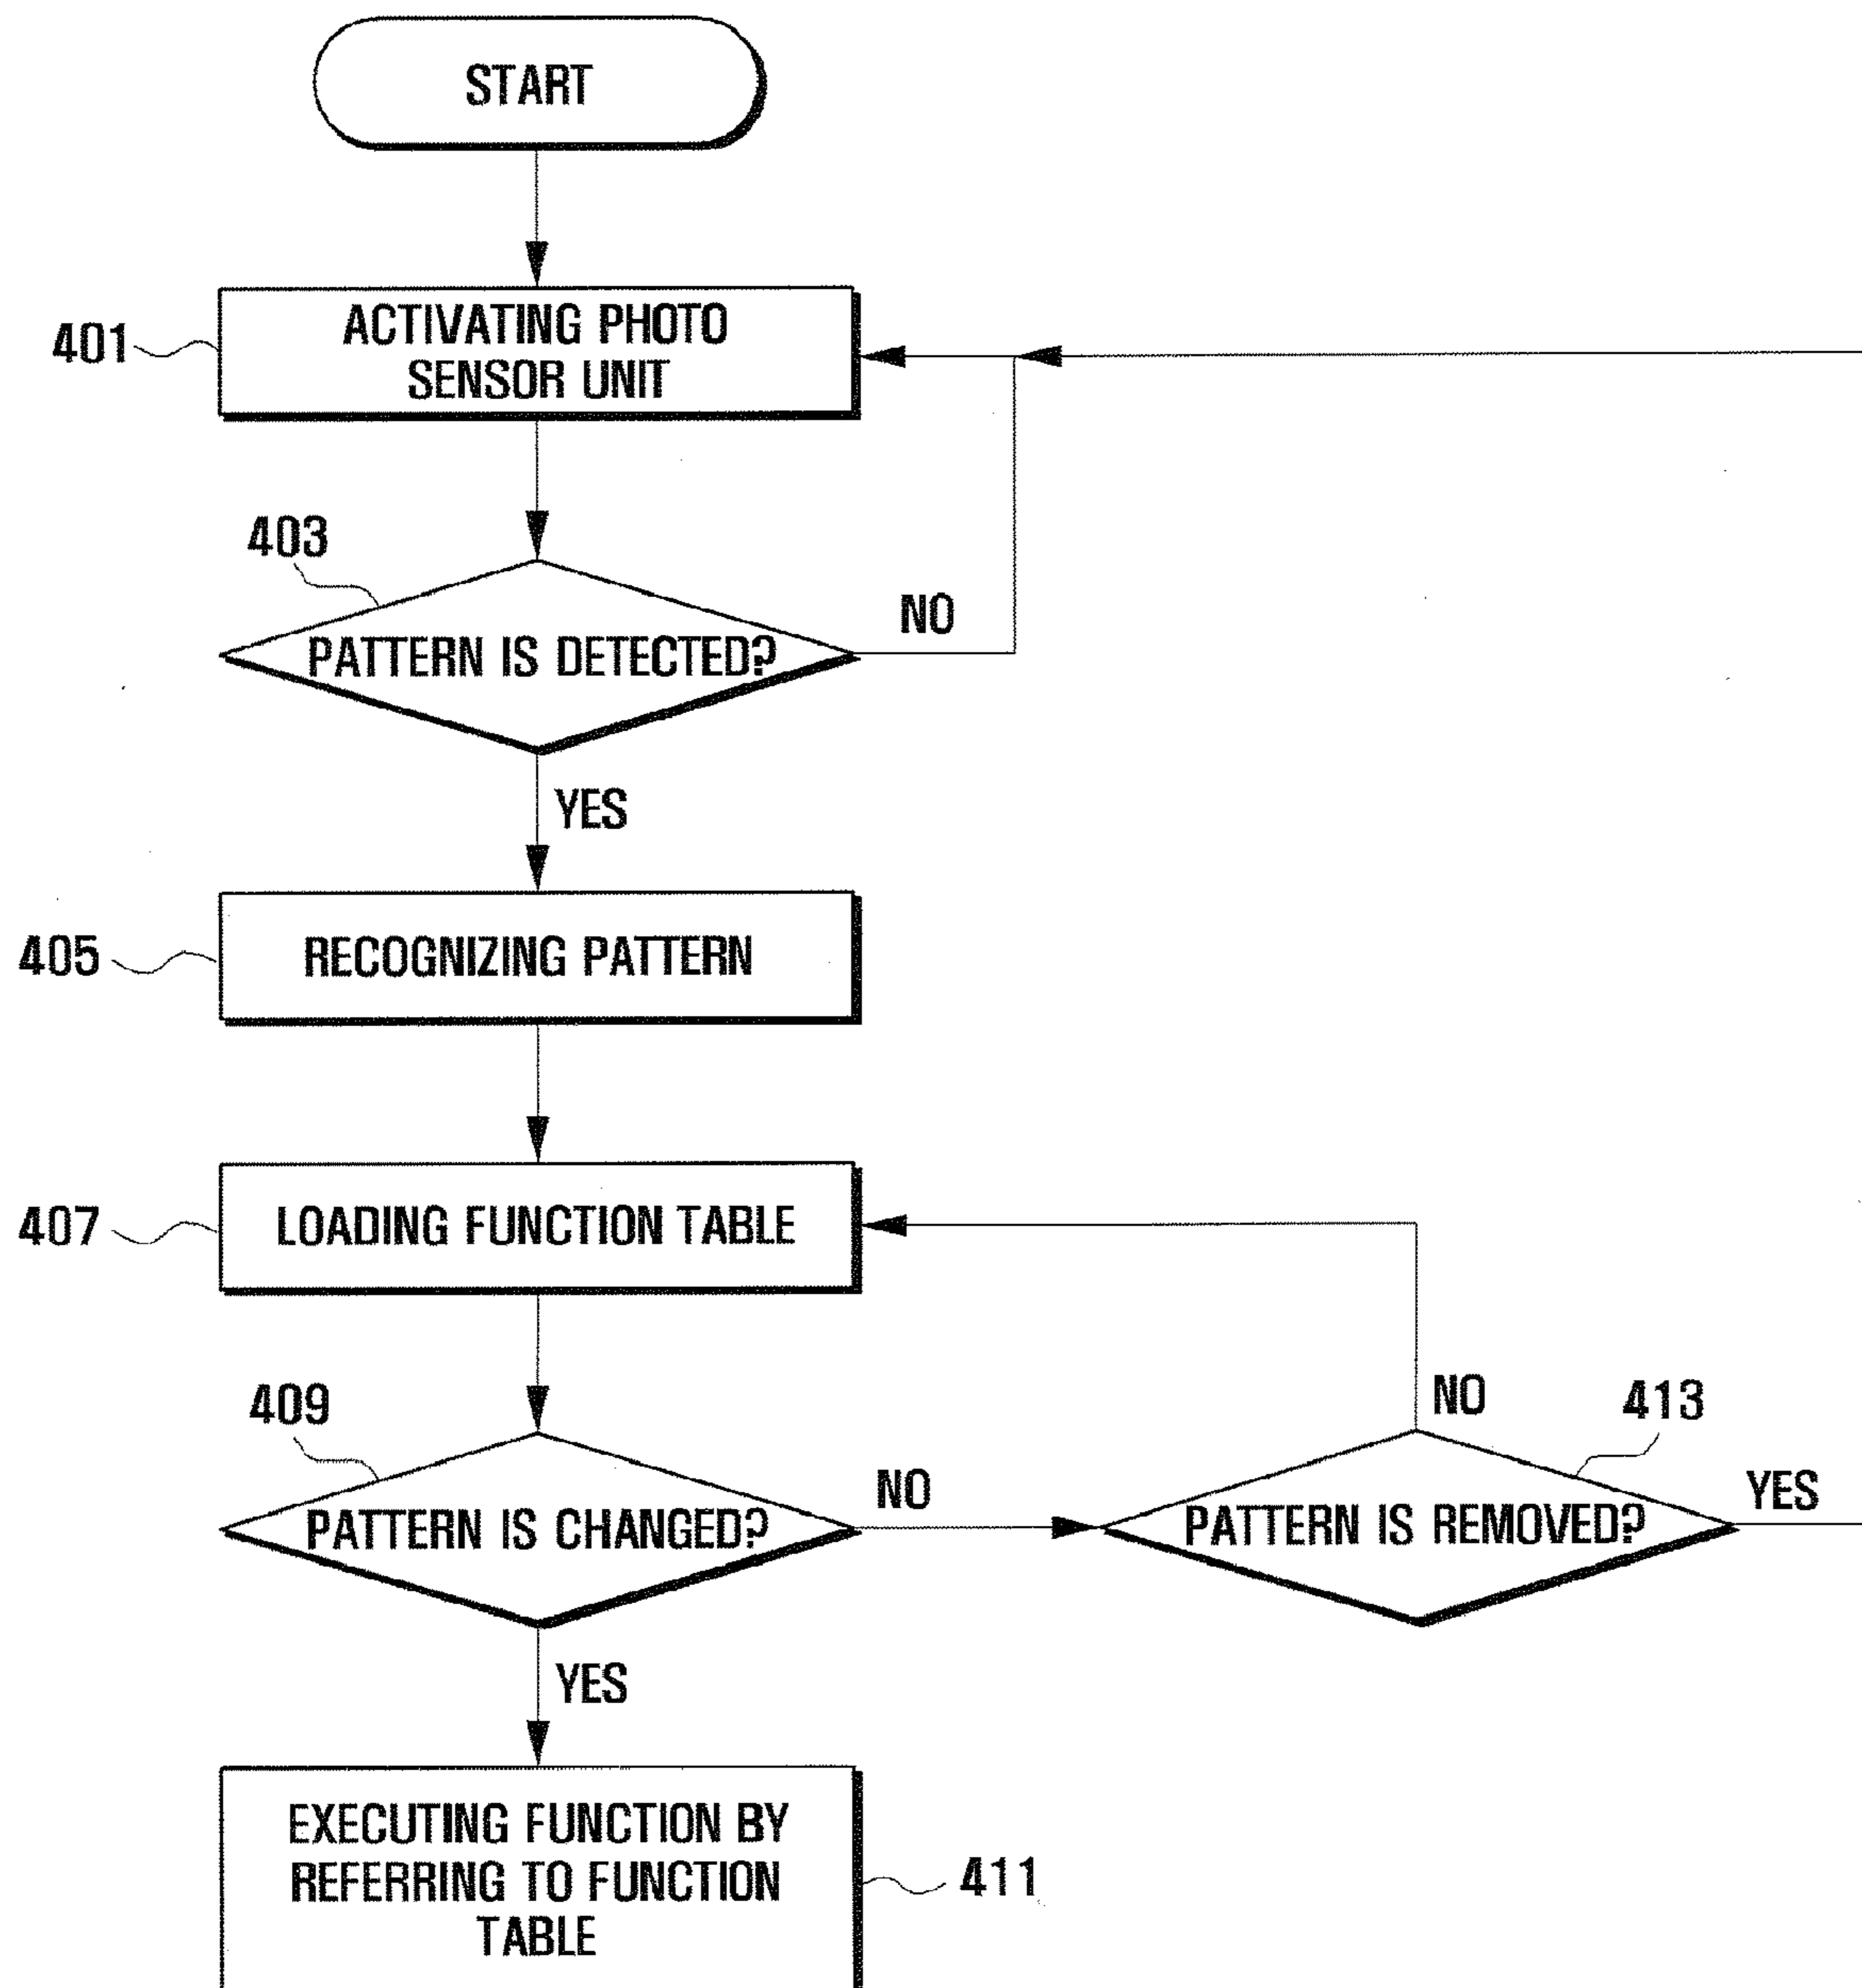 START
401
ACTIVATING PHOTO
SENSOR UNIT
403
PATTERN IS DETECTED?
NO
YES
405
RECOGNIZING PATTERN
407
LOADING FUNCTION TABLE
409
PATTERN IS CHANGED?
NO
413
NO
PATTERN IS REMOVED?
YES
YES
EXECUTING FUNCTION BY
REFERRING TO FUNCTION
TABLE
411